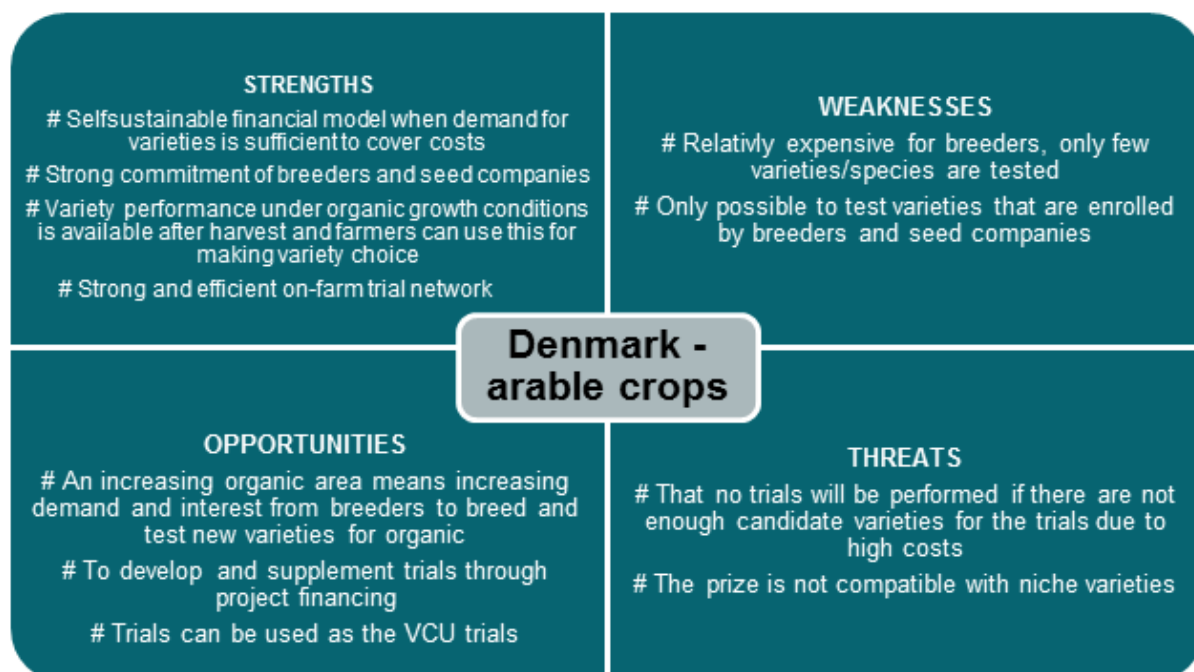 STRENGTHS
# Selfsustainable financial model when demand for
varieties is sufficient to cover costs
# Strong commitment of breeders and seed companies
# Variety performance under organic growth conditions
is available after harvest and farmers can use this for
making variety choice
# Strong and efficient on-farm trial network
WEAKNESSES
# Relativly expensive for breeders, only few
varieties/species are tested
# Only possible to test varieties that are enrolled
by breeders and seed companies
Denmark -
arable crops
OPPORTUNITIES
# An increasing organic area means increasing
demand and interest from breeders to breed and
test new varieties for organic
# To develop and supplement trials through
project financing
# Trials can be used as the VCU trials
THREATS
# That no trials will be performed if there are not
enough candidate varieties for the trials due to
high costs
# The prize is not compatible with niche varieties